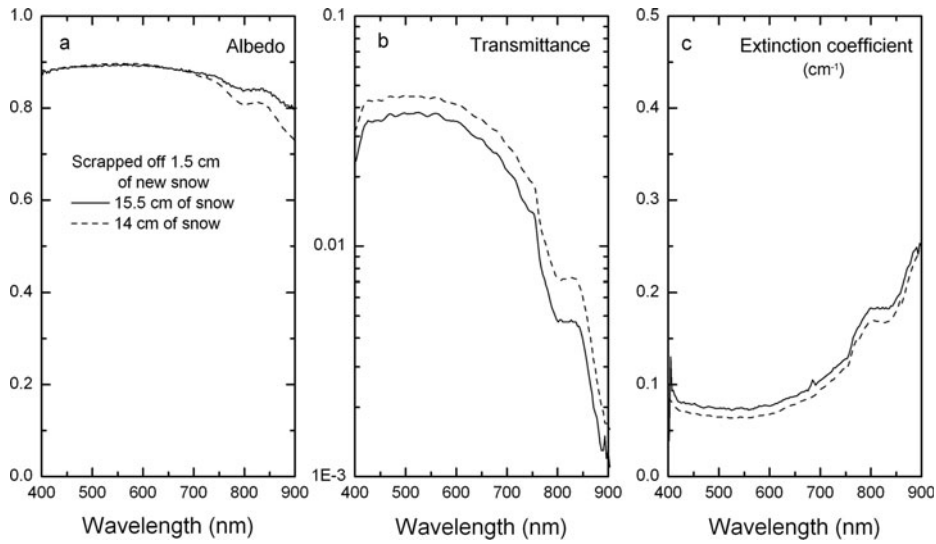 a
Albedo
1.0
0.8
0.6
0.4
0.2
0.0
Scrapped off 1.5 cm
of new snow
15.5 cm of snow
14 cm of snow
400 500 600 700 800 900
Wavelength (nm)
b
Transmittance
0.1
0.01
1E-3
400 500 600 700 800 900
Wavelength (nm)
c
Extinction coefficient
(cm⁻¹)
0.5
0.4
0.3
0.2
0.1
0.0
400 500 600 700 800 900
Wavelength (nm)